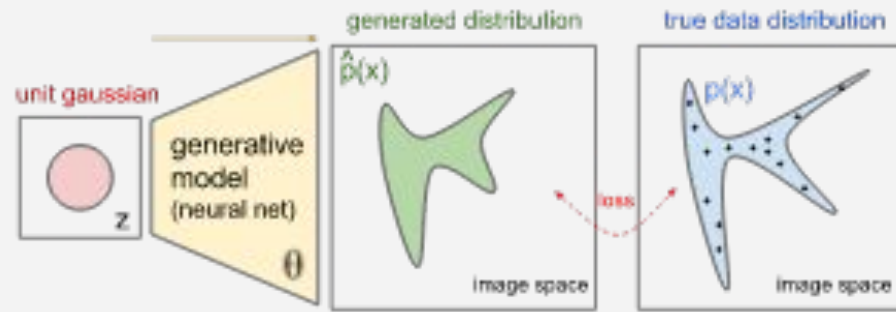 generated distribution
true data distribution
unit gaussian
z
generative
model
(neural net)
θ
p̂(x)
image space
loss
p(x)
image space